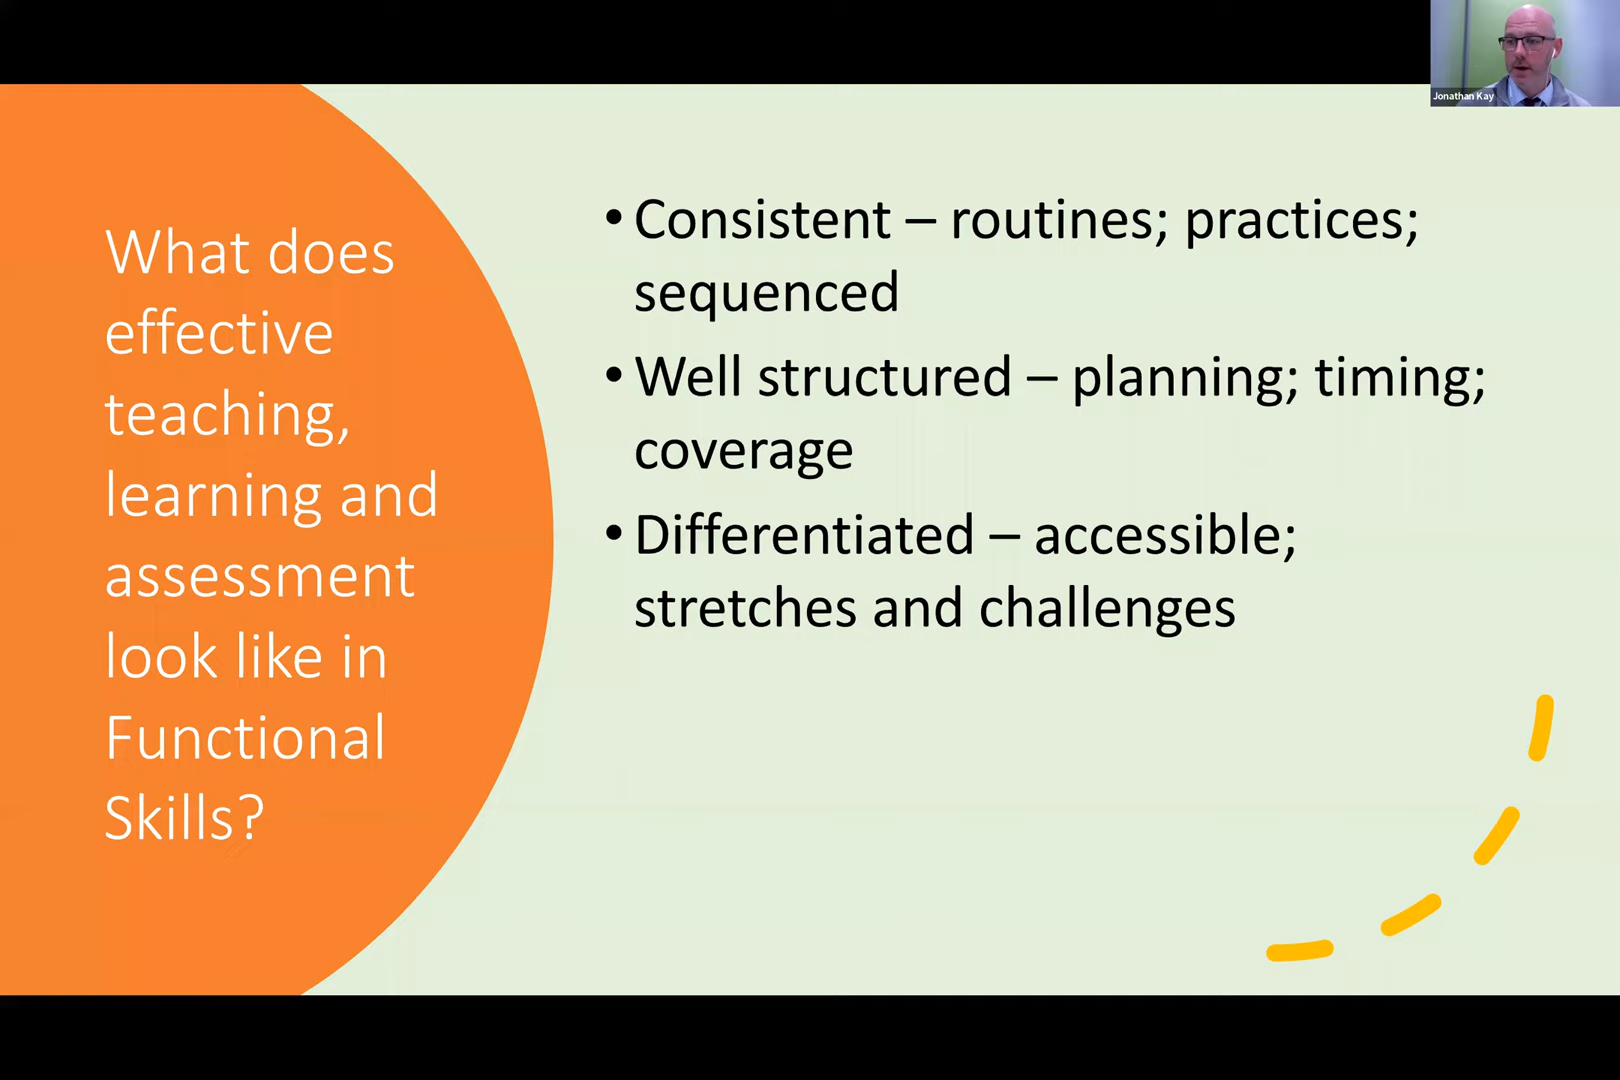 Jonathan Kay
What does
effective
teaching,
learning and
assessment
look like in
Functional
Skills?
• Consistent – routines; practices;
sequenced
• Well structured – planning; timing;
coverage
• Differentiated – accessible;
stretches and challenges